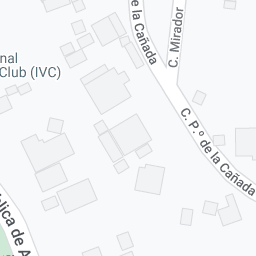 de la Cañada
C. Mirador
nal
Club (IVC)
C. P.º de la Cañada
lica de A